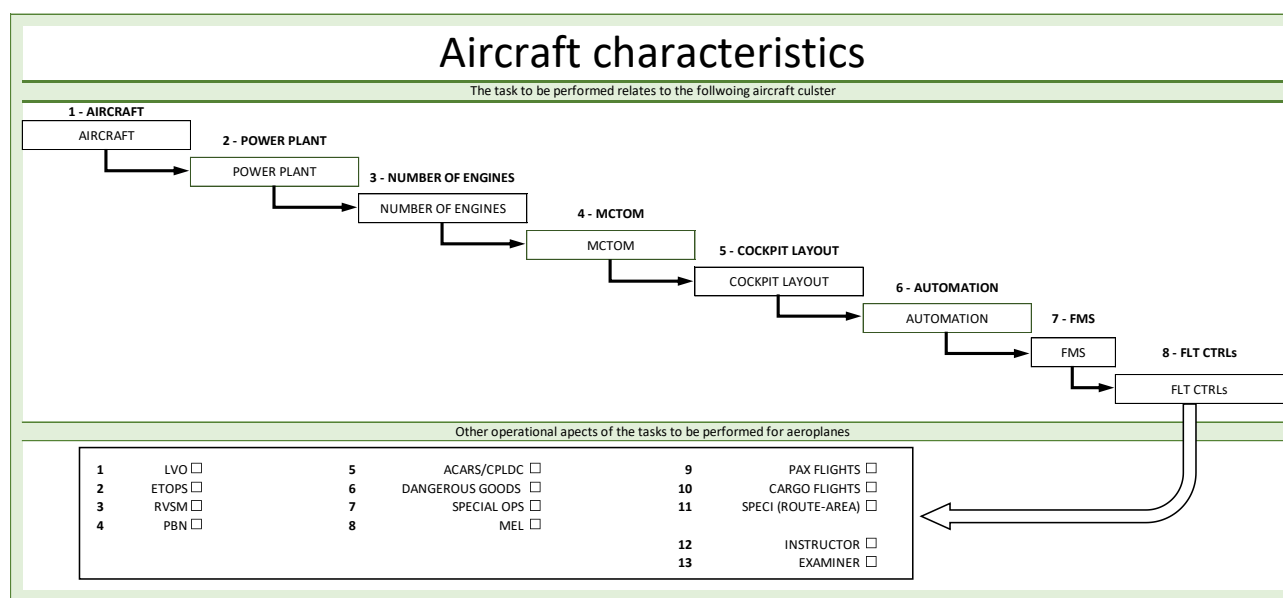 Aircraft characteristics
The task to be performed relates to the follwoing aircraft culster
1 - AIRCRAFT
AIRCRAFT
2 - POWER PLANT
POWER PLANT
3 - NUMBER OF ENGINES
NUMBER OF ENGINES
4 - MCTOM
MCTOM
5 - COCKPIT LAYOUT
COCKPIT LAYOUT
6 - AUTOMATION
AUTOMATION
7 - FMS
FMS
8 - FLT CTRLs
FLT CTRLs
Other operational apects of the tasks to be performed for aeroplanes
1 LVO ☐ 5 ACARS/CPLDC ☐ 9 PAX FLIGHTS ☐
2 ETOPS ☐ 6 DANGEROUS GOODS ☐ 10 CARGO FLIGHTS ☐
3 RVSM ☐ 7 SPECIAL OPS ☐ 11 SPECI (ROUTE-AREA) ☐
4 PBN ☐ 8 MEL ☐
12 INSTRUCTOR ☐
13 EXAMINER ☐